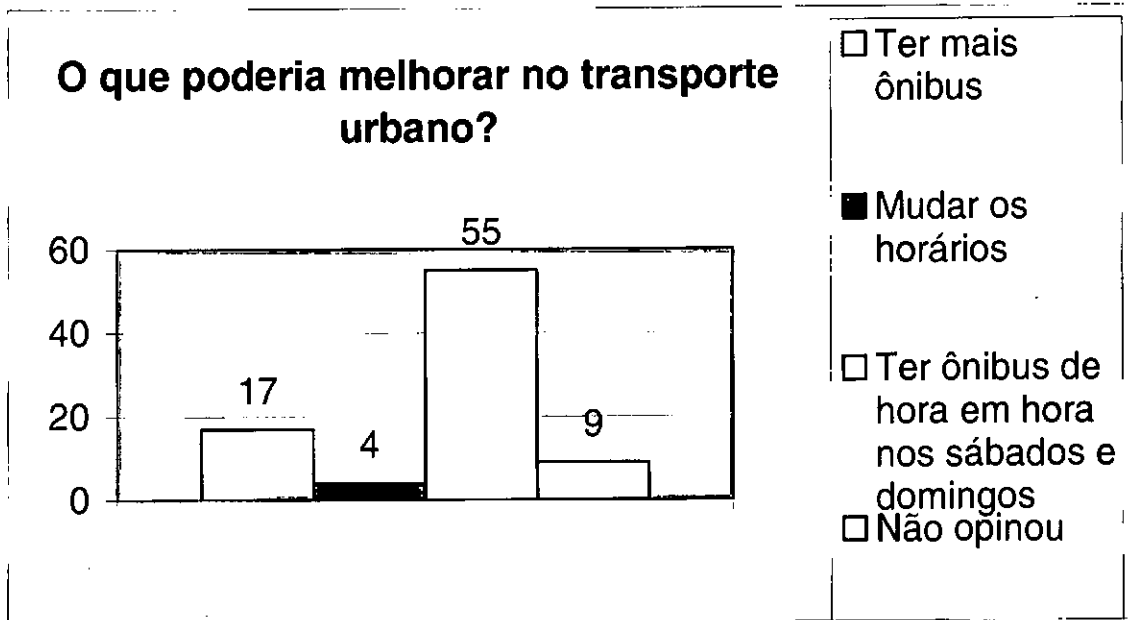 O que poderia melhorar no transporte
urbano?
60
40
20
0
17
4
55
9
Ter mais
ônibus
Mudar os
horários
Ter ônibus de
hora em hora
nos sábados e
domingos
Não opinou